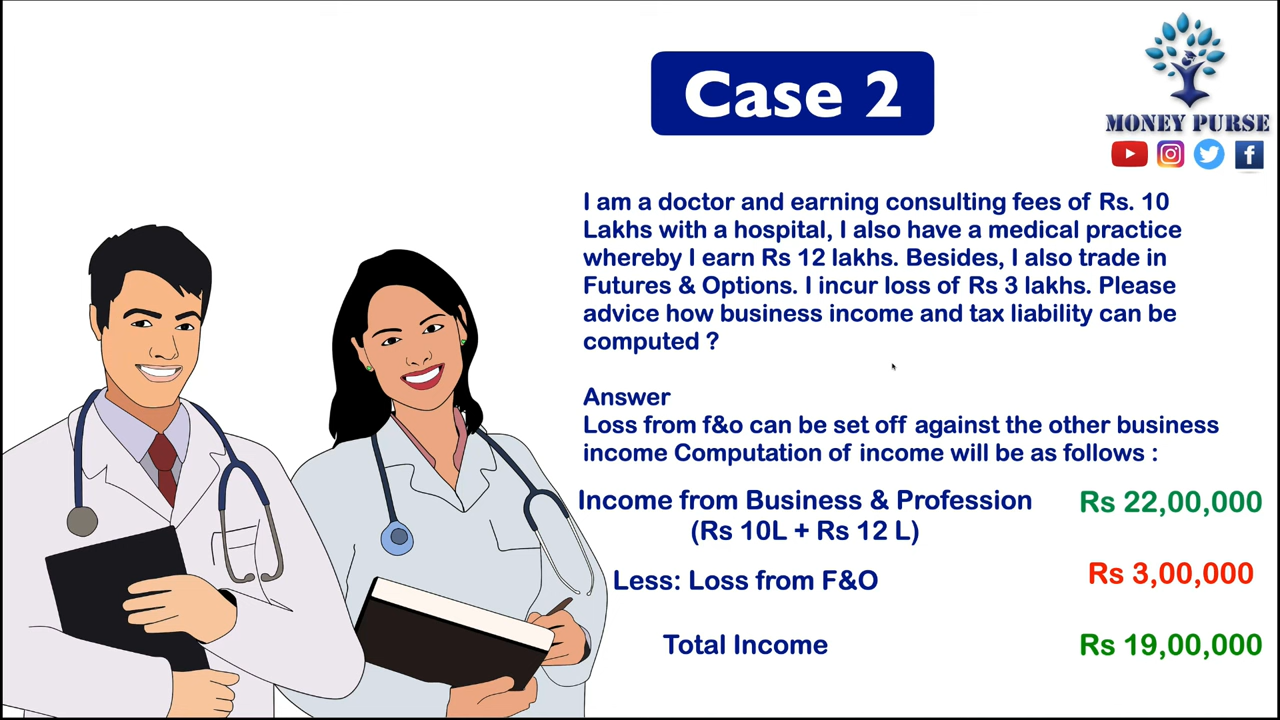 Case 2
MONEY PURSE
I am a doctor and earning consulting fees of Rs. 10
Lakhs with a hospital, I also have a medical practice
whereby I earn Rs 12 lakhs. Besides, I also trade in
Futures & Options. I incur loss of Rs 3 lakhs. Please
advice how business income and tax liability can be
computed ?
Answer
Loss from f&o can be set off against the other business
income Computation of income will be as follows :
Income from Business & Profession Rs 22,00,000
(Rs 10L + Rs 12 L)
Less: Loss from F&O Rs 3,00,000
Total Income Rs 19,00,000